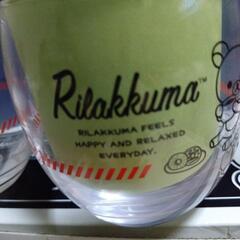 Rilakkuma™
RILAKKUMA FEELS
HAPPY AND RELAXED
EVERYDAY.